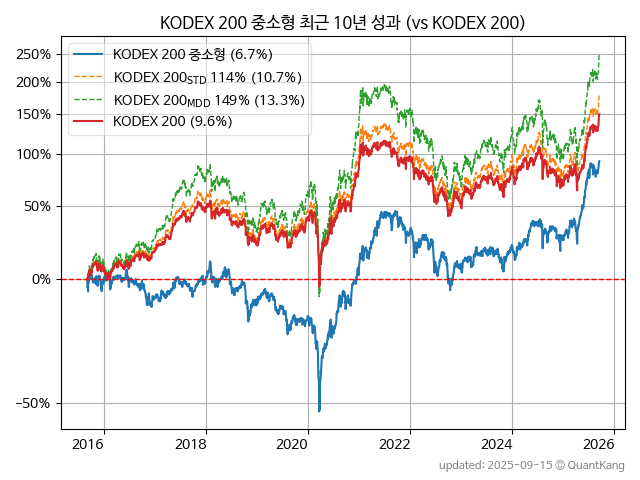 KODEX 200 중소형 최근 10년 성과 (vs KODEX 200)
KODEX 200 중소형 (6.7%)
KODEX 200STD 114% (10.7%)
KODEX 200MDD 149% (13.3%)
KODEX 200 (9.6%)
250%
200%
150%
100%
50%
0%
−50%
2016 2018 2020 2022 2024 2026
updated: 2025-09-15 ⓒ QuantKang